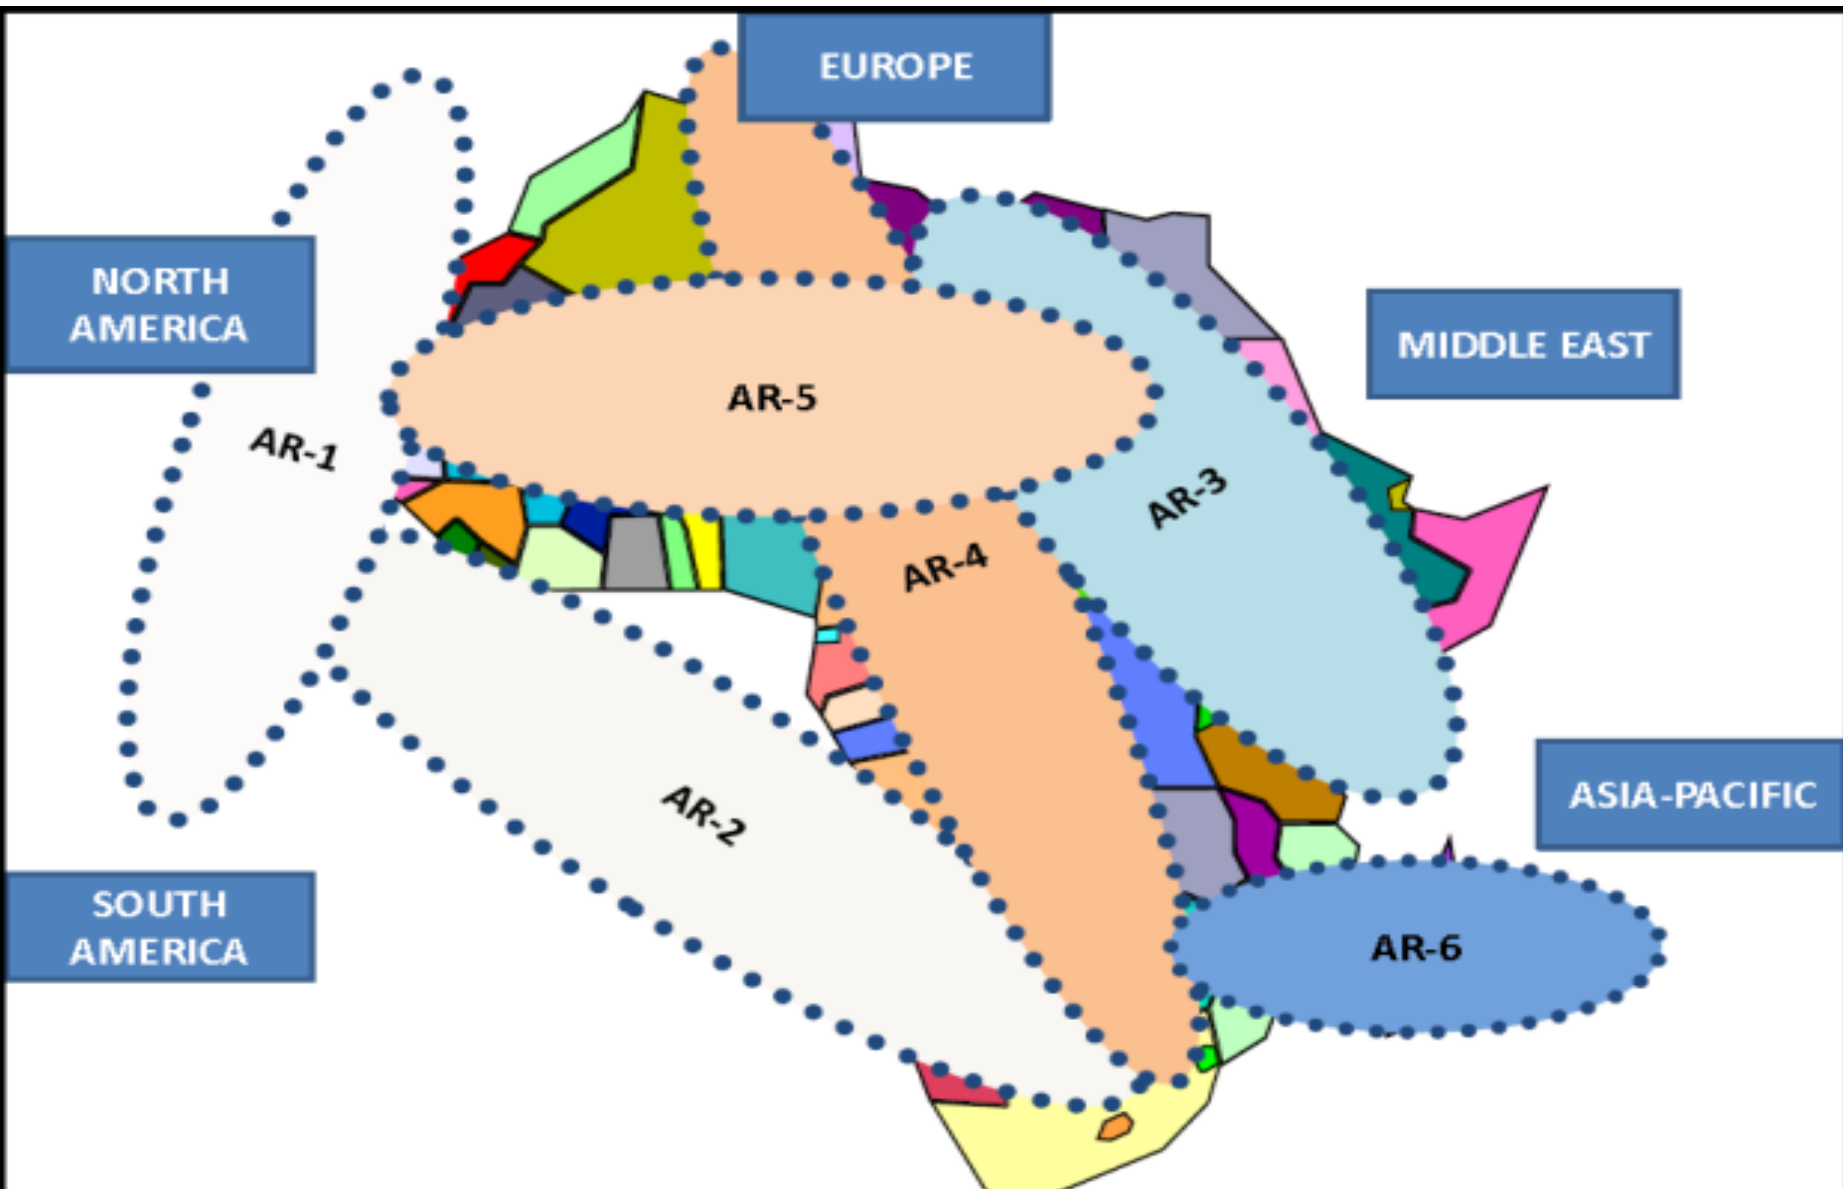 EUROPE
NORTH
AMERICA
MIDDLE EAST
AR-5
AR-1
AR-3
AR-4
ASIA-PACIFIC
AR-2
SOUTH
AMERICA
AR-6